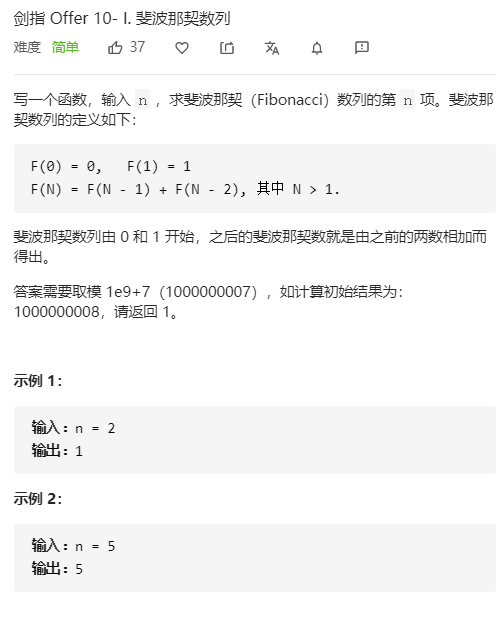 剑指 Offer 10- I. 斐波那契数列
难度 简单 37
写一个函数，输入 n ，求斐波那契（Fibonacci）数列的第 n 项。斐波那
契数列的定义如下：
F(0) = 0,   F(1) = 1
F(N) = F(N - 1) + F(N - 2), 其中 N > 1.
斐波那契数列由 0 和 1 开始，之后的斐波那契数就是由之前的两数相加而
得出。
答案需要取模 1e9+7（1000000007），如计算初始结果为：
1000000008，请返回 1。
示例 1：
输入：n = 2
输出：1
示例 2：
输入：n = 5
输出：5